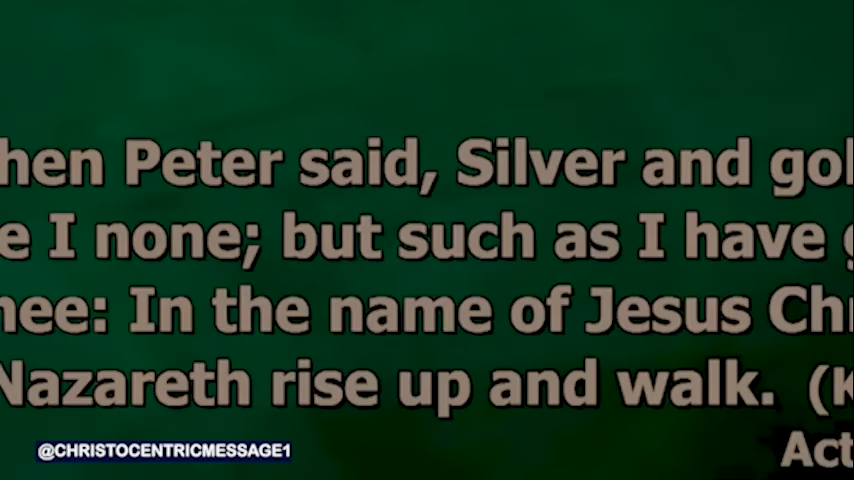 hen Peter said, Silver and gol
e I none; but such as I have g
hee: In the name of Jesus Chr
Nazareth rise up and walk. (K
Act
@CHRISTOCENTRICMESSAGE1